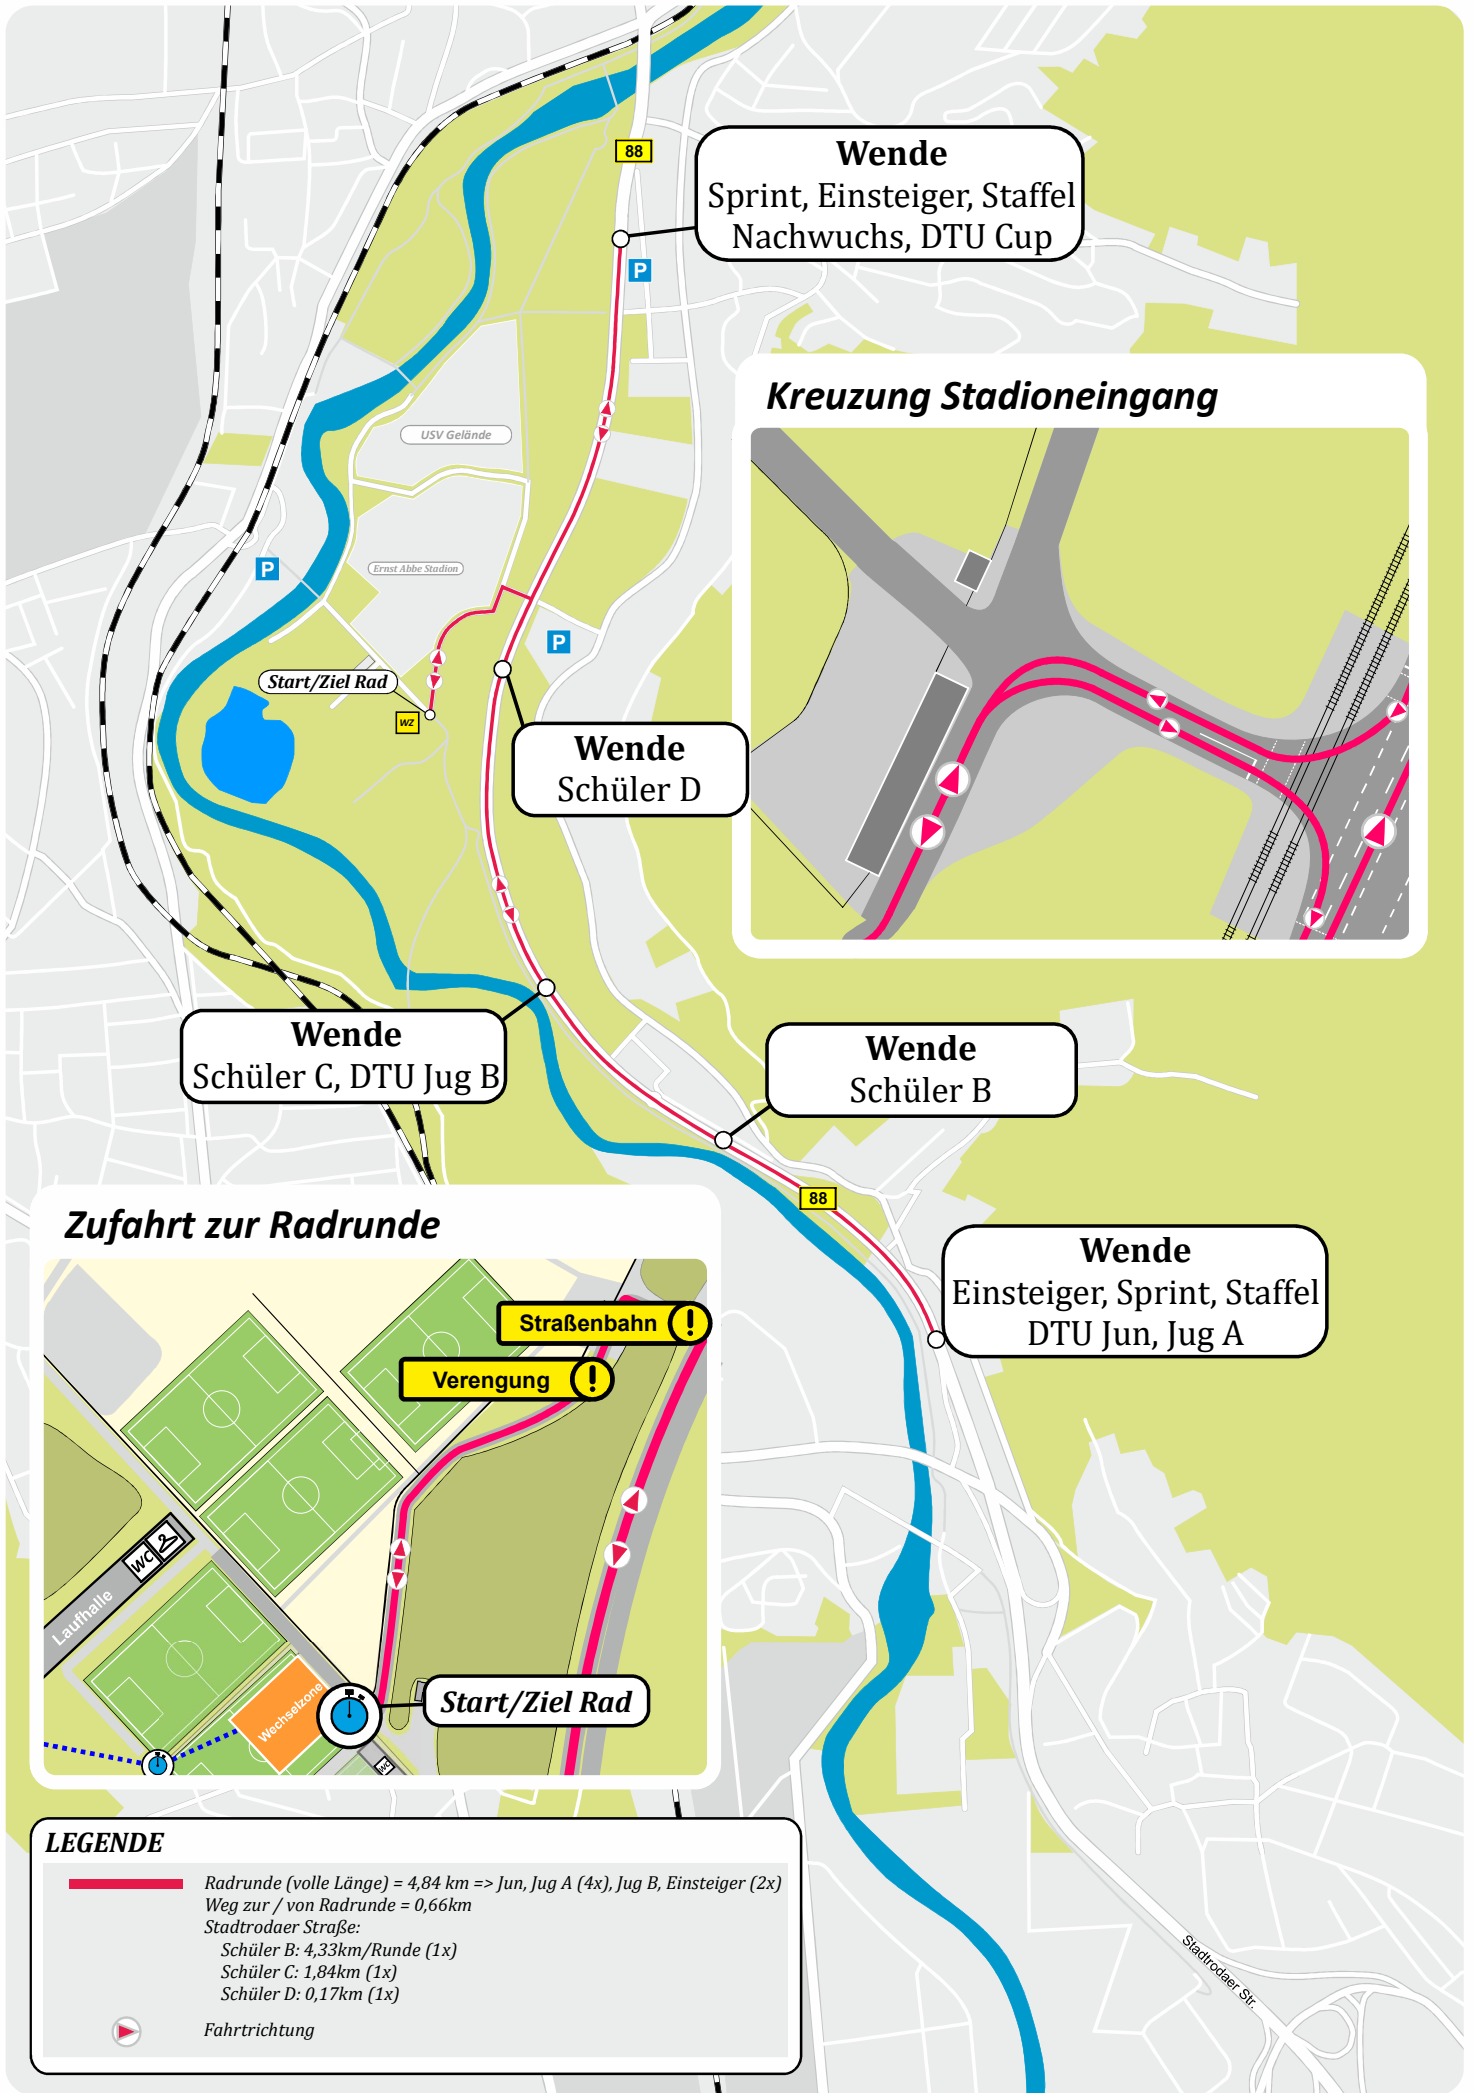 88
Wende
Sprint, Einsteiger, Staffel
Nachwuchs, DTU Cup
P
Kreuzung Stadioneingang
USV Gelände
Ernst Abbe Stadion
P
P
Start/Ziel Rad
WZ
Wende
Schüler D
Wende
Schüler C, DTU Jug B
Wende
Schüler B
88
Wende
Einsteiger, Sprint, Staffel
DTU Jun, Jug A
Zufahrt zur Radrunde
Straßenbahn !
Verengung !
WC
Laufhalle
Wechselzone
Start/Ziel Rad
WC
LEGENDE
Radrunde (volle Länge) = 4,84 km => Jun, Jug A (4x), Jug B, Einsteiger (2x)
Weg zur / von Radrunde = 0,66km
Stadtrodaer Straße:
Schüler B: 4,33km/Runde (1x)
Schüler C: 1,84km (1x)
Schüler D: 0,17km (1x)
Fahrtrichtung
Stadtrodaer Str.